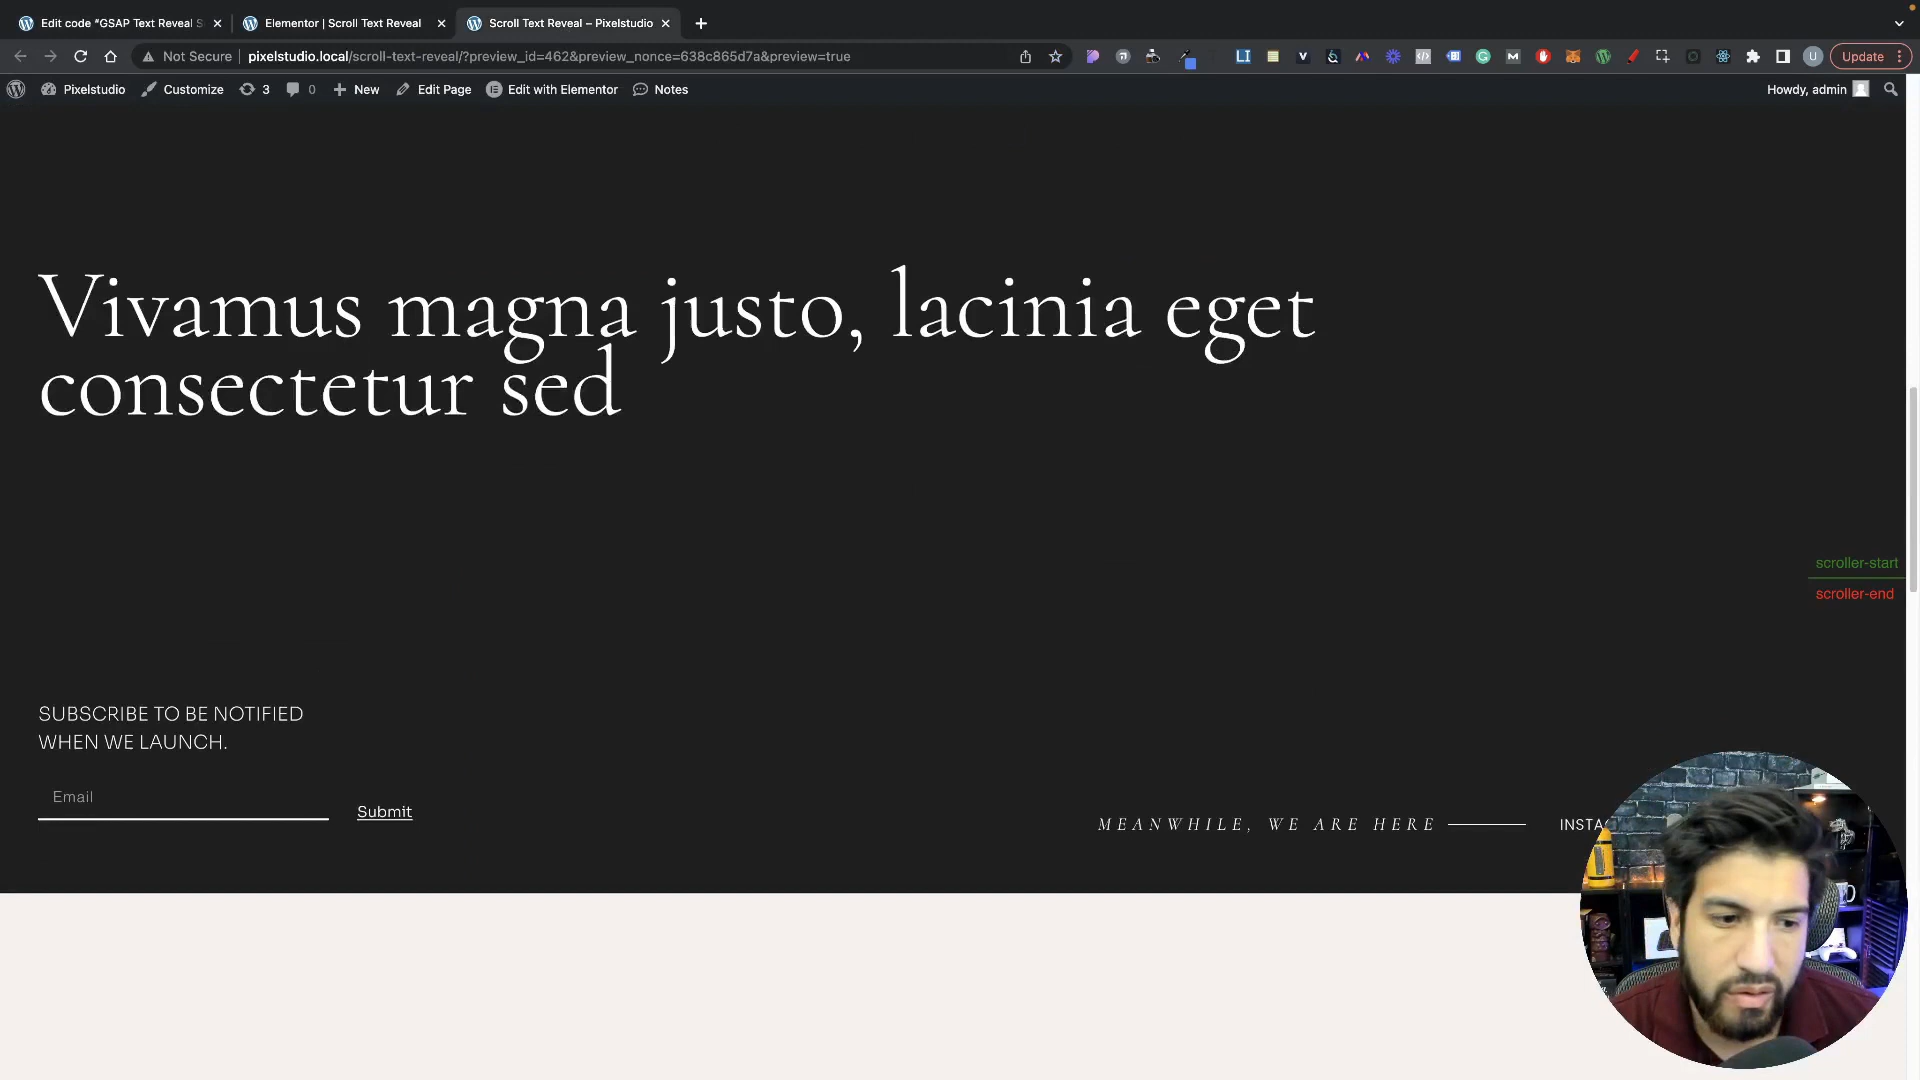 Edit code "GSAP Text Reveal S
Elementor | Scroll Text Reveal
Scroll Text Reveal – Pixelstudio
Not Secure
pixelstudio.local/scroll-text-reveal/?preview_id=462&preview_nonce=638c865d7a&preview=true
Update
Pixelstudio
Customize
3
0
New
Edit Page
Edit with Elementor
Notes
Howdy, admin
Vivamus magna justo, lacinia eget
consectetur sed
scroller-start
scroller-end
SUBSCRIBE TO BE NOTIFIED
WHEN WE LAUNCH.
Email
Submit
MEANWHILE, WE ARE HERE